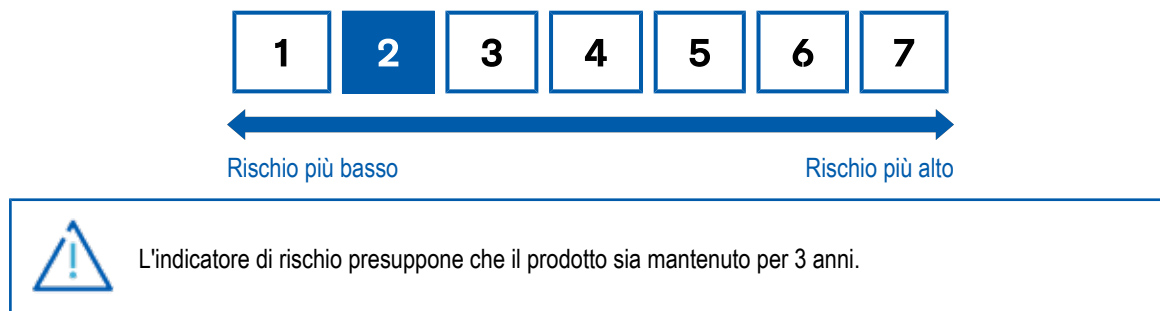 1 2 3 4 5 6 7
Rischio più basso Rischio più alto
L'indicatore di rischio presuppone che il prodotto sia mantenuto per 3 anni.